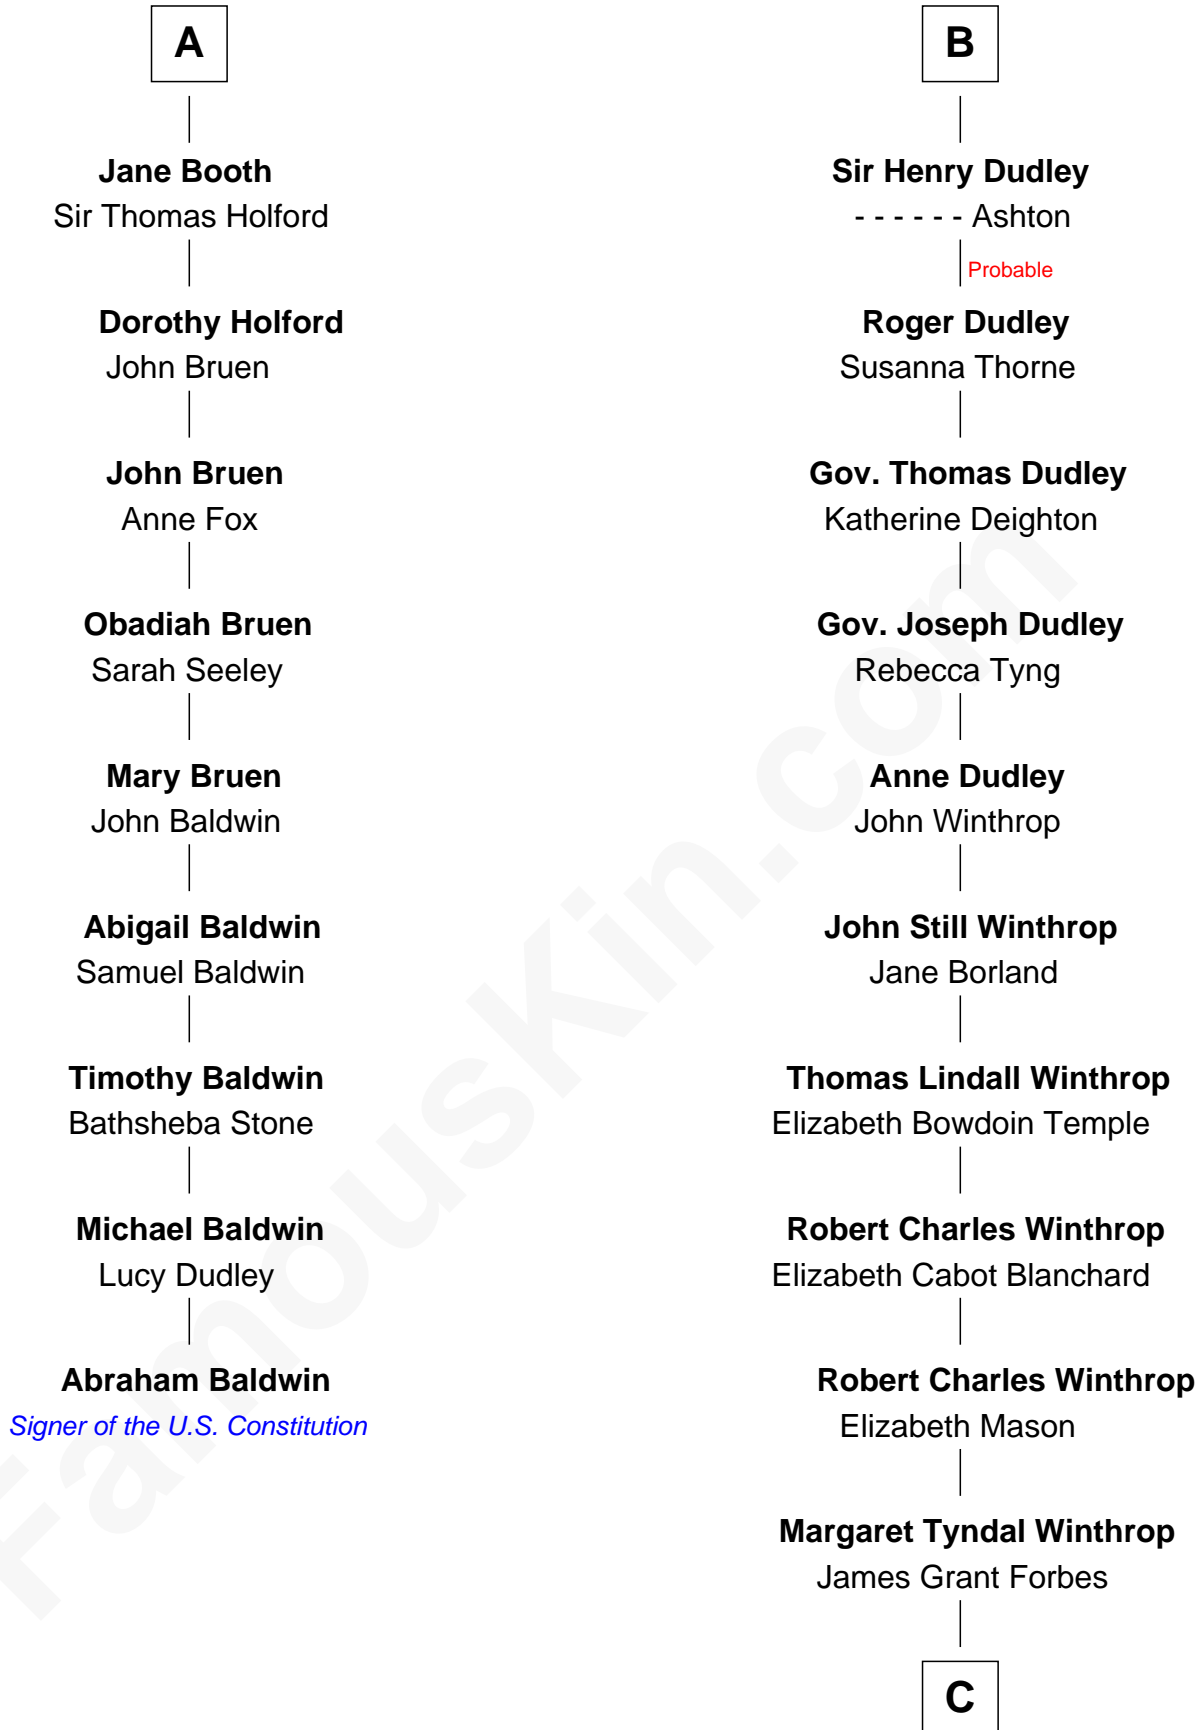 A
Jane Booth
Sir Thomas Holford
Dorothy Holford
John Bruen
John Bruen
Anne Fox
Obadiah Bruen
Sarah Seeley
Mary Bruen
John Baldwin
Abigail Baldwin
Samuel Baldwin
Timothy Baldwin
Bathsheba Stone
Michael Baldwin
Lucy Dudley
Abraham Baldwin
Signer of the U.S. Constitution
B
Sir Henry Dudley
- - - - - - Ashton
Probable
Roger Dudley
Susanna Thorne
Gov. Thomas Dudley
Katherine Deighton
Gov. Joseph Dudley
Rebecca Tyng
Anne Dudley
John Winthrop
John Still Winthrop
Jane Borland
Thomas Lindall Winthrop
Elizabeth Bowdoin Temple
Robert Charles Winthrop
Elizabeth Cabot Blanchard
Robert Charles Winthrop
Elizabeth Mason
Margaret Tyndal Winthrop
James Grant Forbes
C
FamousKin.com